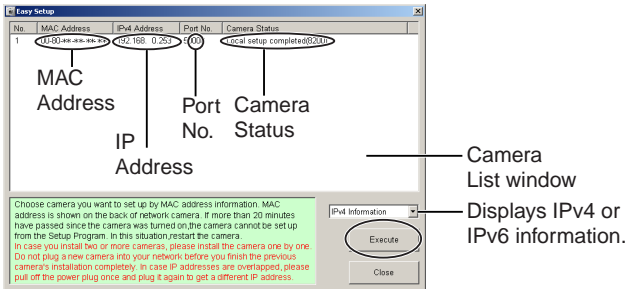 Easy Setup
No. MAC Address IPv4 Address Port No. Camera Status
1 00-80-**-**-**-** 192.168. 0.253 50000 Local setup completed(820U)
MAC
Address
IP
Address
Port
No.
Camera
Status
Camera
List window
Choose camera you want to set up by MAC address information. MAC
address is shown on the back of network camera. If more than 20 minutes
have passed since the camera was turned on,the camera cannot be set up
from the Setup Program. In this situation,restart the camera.
In case you install two or more cameras, please install the camera one by one.
Do not plug a new camera into your network before you finish the previous
camera's installation completely. In case IP addresses are overlapped, please
pull off the power plug once and plug it again to get a different IP address.
IPv4 Information
Displays IPv4 or
IPv6 information.
Execute
Close